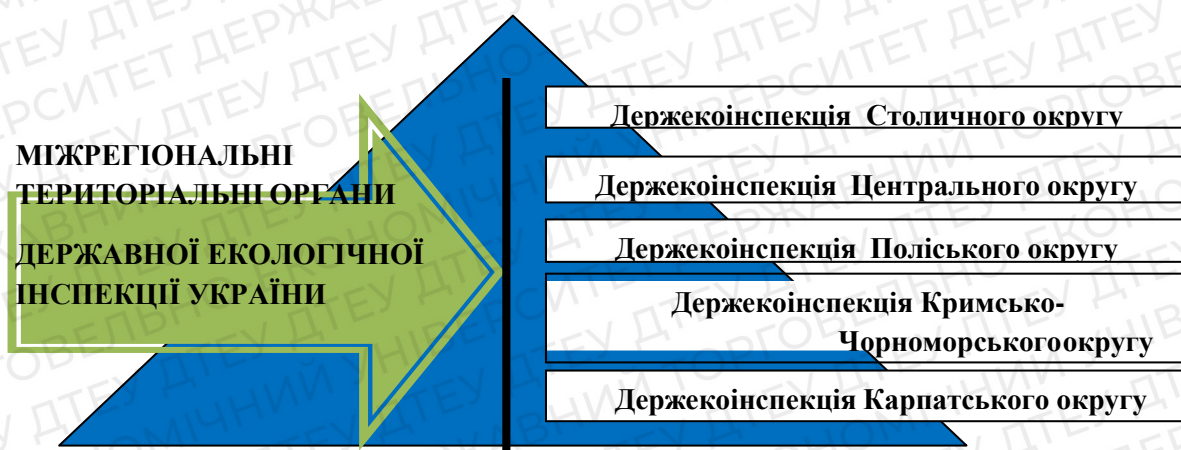 МІЖРЕГІОНАЛЬНІ
ТЕРИТОРІАЛЬНІ ОРГАНИ
ДЕРЖАВНОЇ ЕКОЛОГІЧНОЇ
ІНСПЕКЦІЇ УКРАЇНИ
Держекоінспекція Столичного округу
Держекоінспекція Центрального округу
Держекоінспекція Поліського округу
Держекоінспекція Кримсько-
Чорноморськогоокругу
Держекоінспекція Карпатського округу